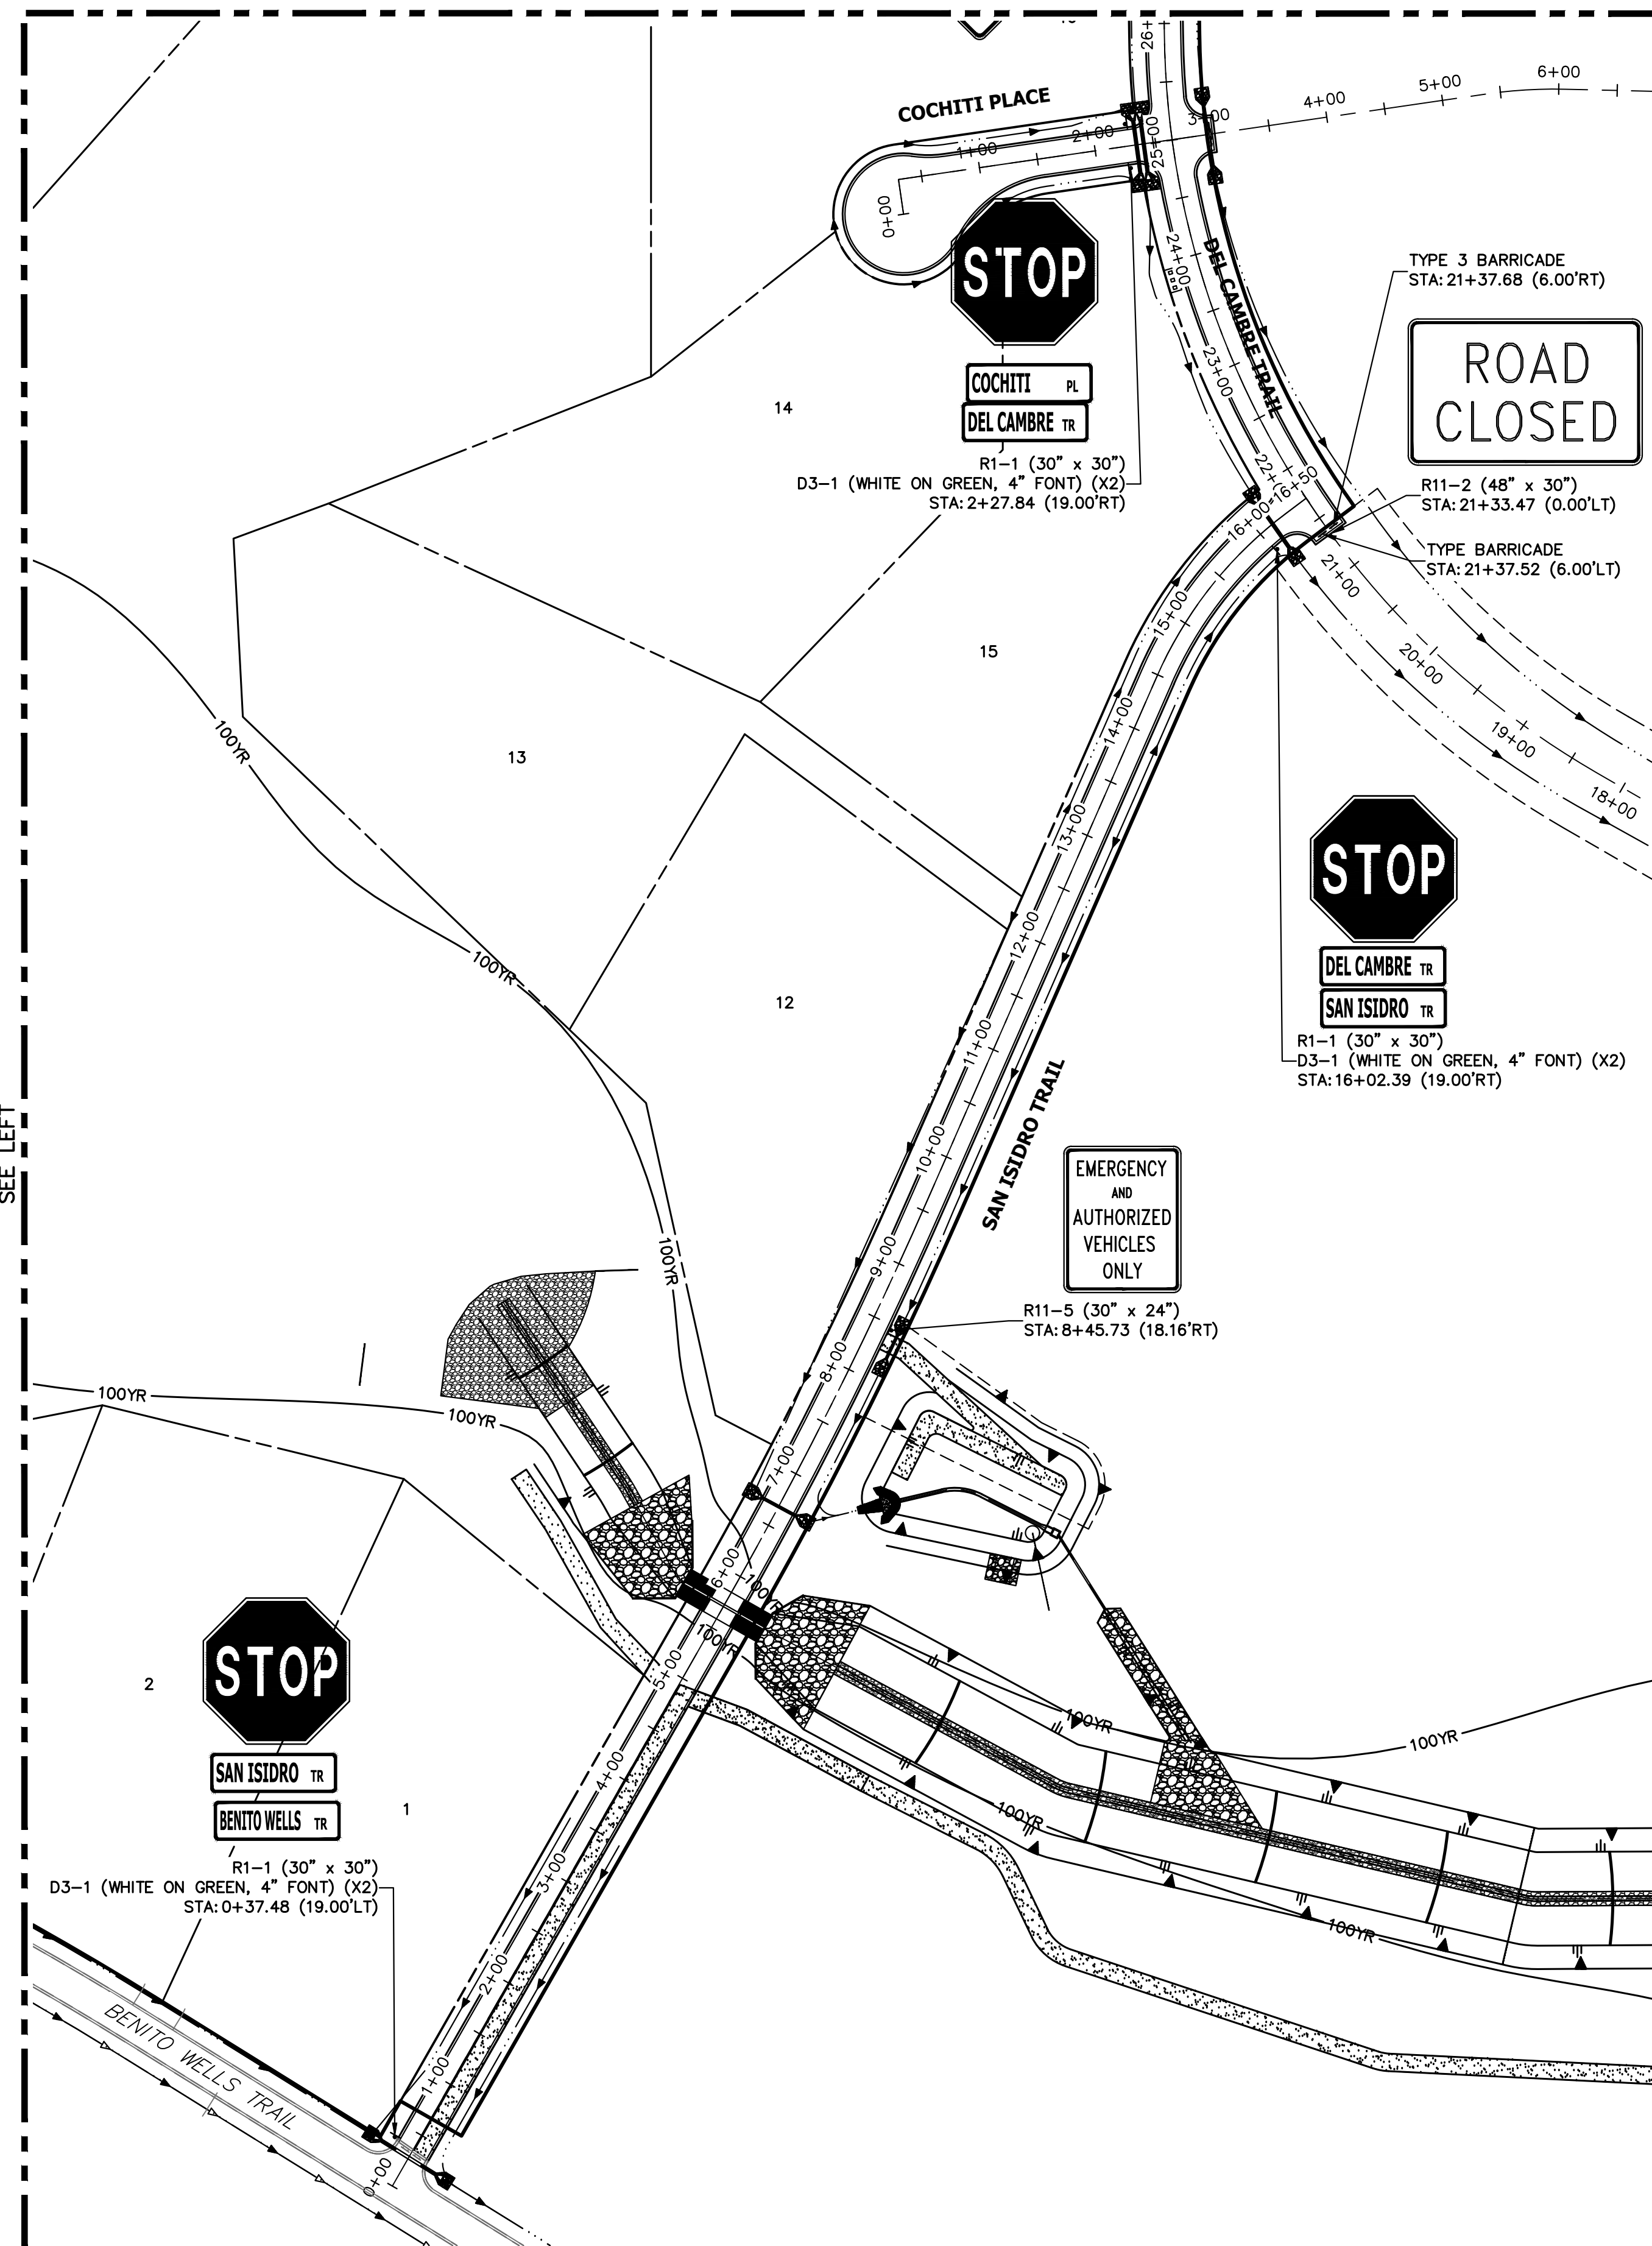 26+
COCHITI PLACE
0+00
1+00
2+00
3+00
4+00
5+00
6+00
25+00
24+00
23+00
22+
DEL CAMBRE TRAIL
STOP
COCHITI PL
DEL CAMBRE TR
R1-1 (30” x 30”)
D3-1 (WHITE ON GREEN, 4” FONT) (X2)
STA: 2+27.84 (19.00'RT)
TYPE 3 BARRICADE
STA: 21+37.68 (6.00'RT)
ROAD
CLOSED
R11-2 (48” x 30”)
STA: 21+33.47 (0.00'LT)
TYPE BARRICADE
STA: 21+37.52 (6.00'LT)
16+50
16+00
21+00
20+00
19+00
18+00
14
15
13
12
15+00
14+00
13+00
12+00
11+00
10+00
9+00
8+00
7+00
6+00
5+00
4+00
3+00
2+00
1+00
0+00
STOP
DEL CAMBRE TR
SAN ISIDRO TR
R1-1 (30” x 30”)
D3-1 (WHITE ON GREEN, 4” FONT) (X2)
STA: 16+02.39 (19.00'RT)
SAN ISIDRO TRAIL
EMERGENCY
AND
AUTHORIZED
VEHICLES
ONLY
R11-5 (30” x 24”)
STA: 8+45.73 (18.16'RT)
SEE LEFT
100YR
100YR
100YR
100YR
100YR
100YR
100YR
100YR
100YR
100YR
100YR
2
1
STOP
SAN ISIDRO TR
BENITO WELLS TR
R1-1 (30” x 30”)
D3-1 (WHITE ON GREEN, 4” FONT) (X2)
STA: 0+37.48 (19.00'LT)
BENITO WELLS TRAIL